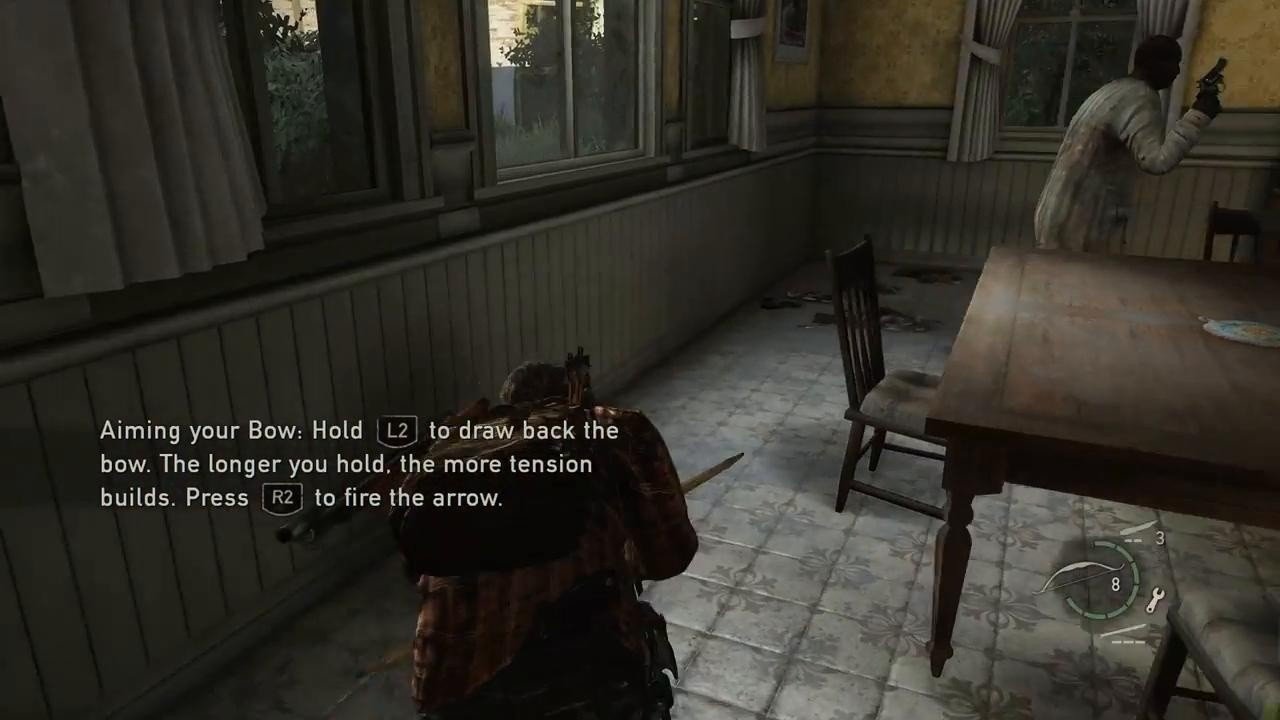 Aiming your Bow: Hold L2 to draw back the
bow. The longer you hold, the more tension
builds. Press R2 to fire the arrow.
3
8